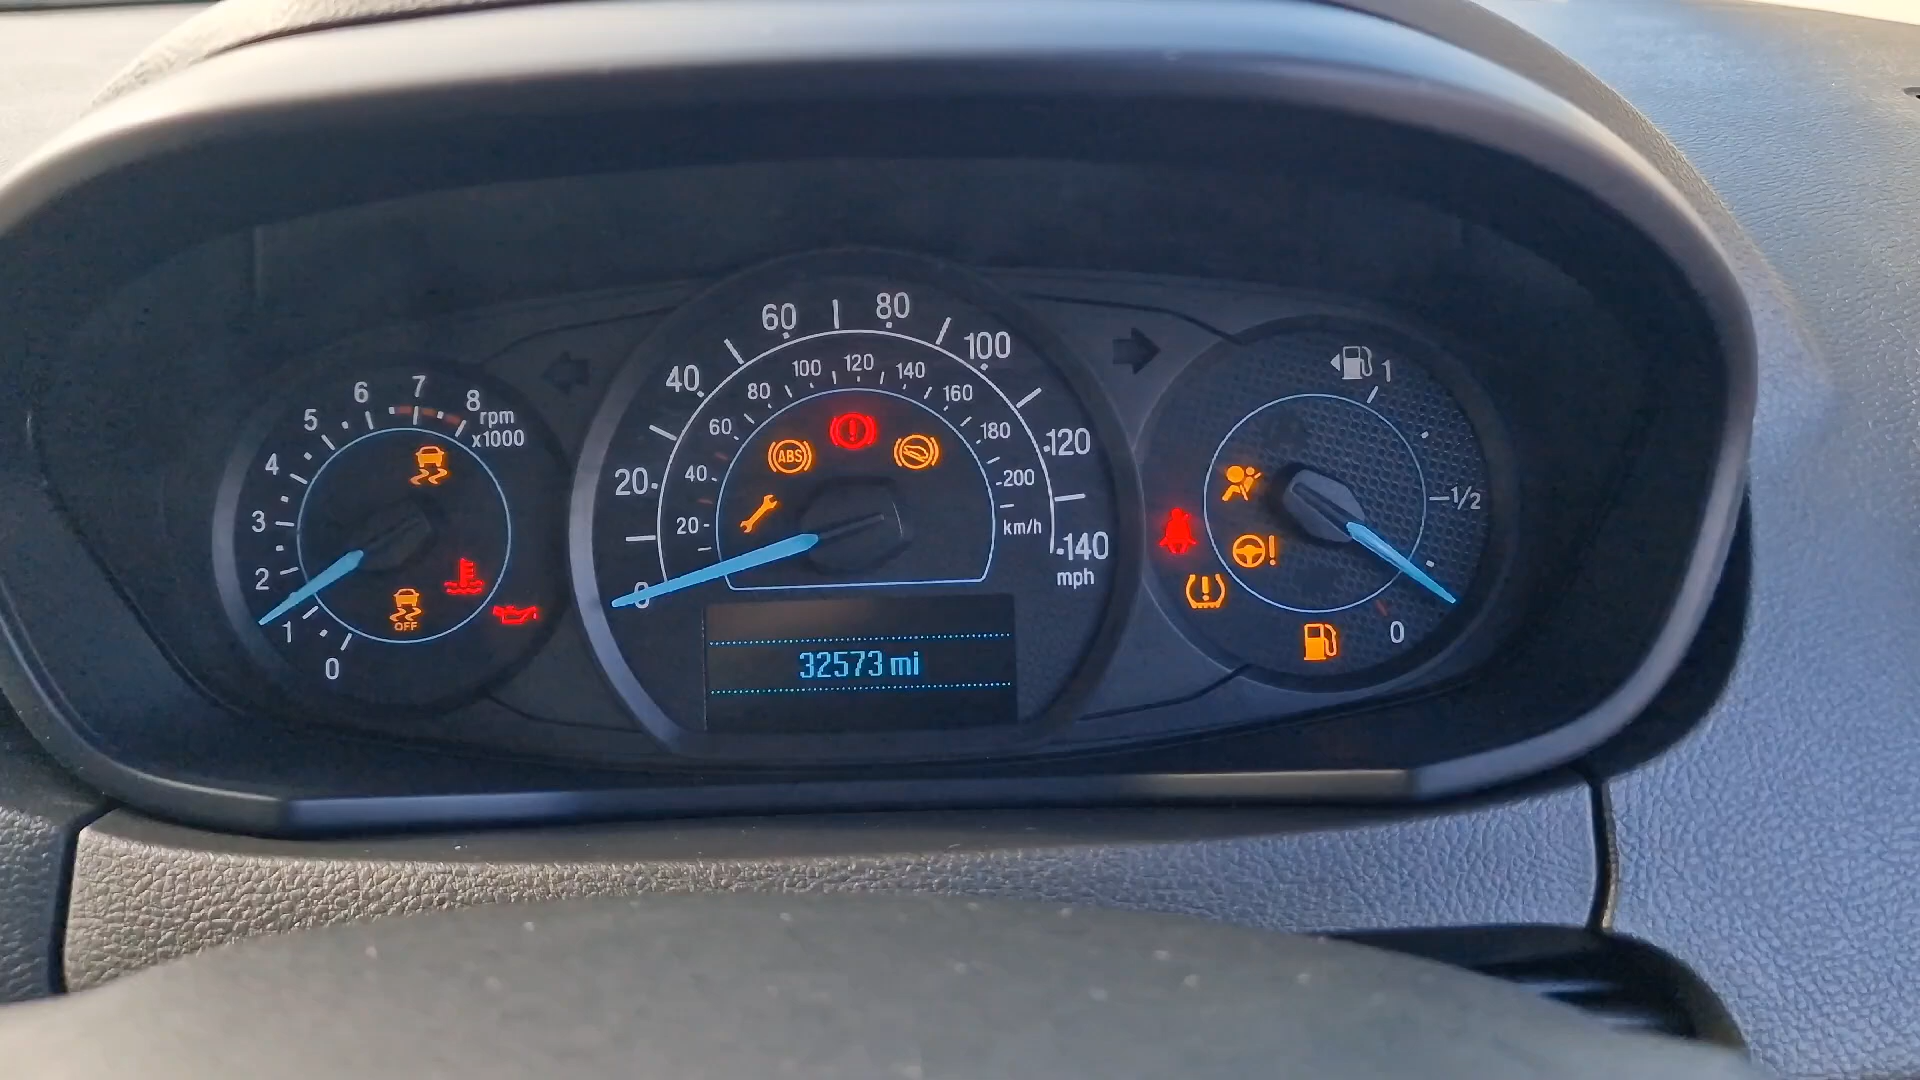 0 1 2 3 4 5 6 7 8
rpm
x1000
OFF
0 20 40 60 80 100 120 140
mph
20 40 60 80 100 120 140 160 180 200
km/h
ABS
32573 mi
1
1/2
0